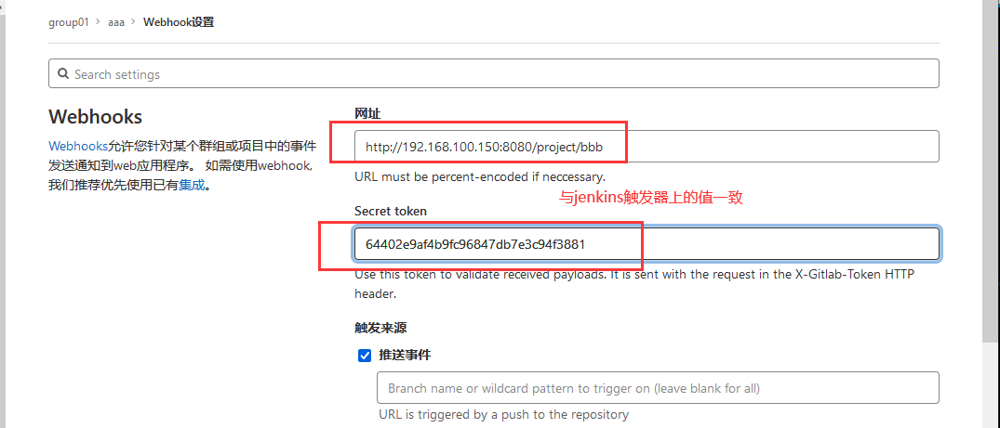 group01 > aaa > Webhook设置
Search settings
Webhooks
Webhooks允许您针对某个群组或项目中的事件
发送通知到web应用程序。 如需使用webhook,
我们推荐优先使用已有集成。
网址
http://192.168.100.150:8080/project/bbb
URL must be percent-encoded if neccessary.
与jenkins触发器上的值一致
Secret token
64402e9af4b9fc96847db7e3c94f3881
Use this token to validate received payloads. It is sent with the request in the X-Gitlab-Token HTTP
header.
触发来源
推送事件
Branch name or wildcard pattern to trigger on (leave blank for all)
URL is triggered by a push to the repository